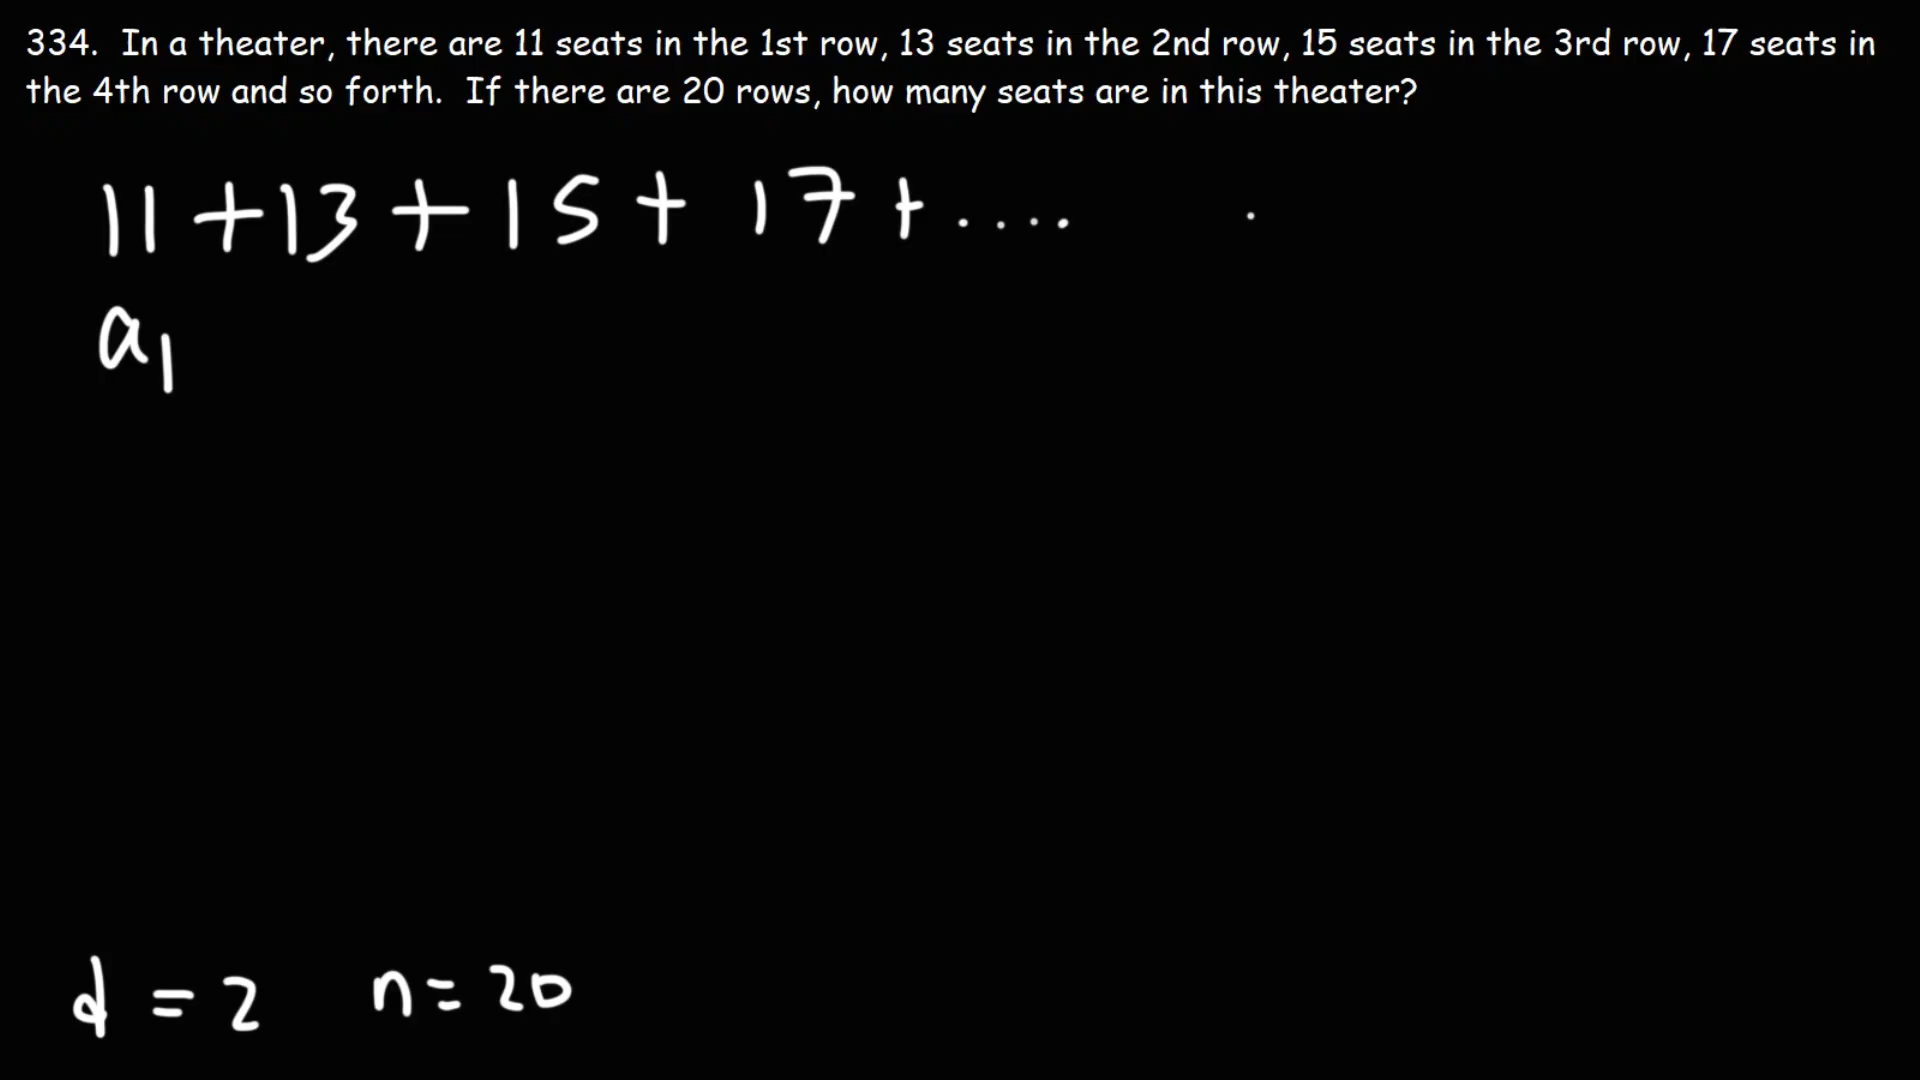 334. In a theater, there are 11 seats in the 1st row, 13 seats in the 2nd row, 15 seats in the 3rd row, 17 seats in
the 4th row and so forth. If there are 20 rows, how many seats are in this theater?
11 + 13 + 15 + 17 + ....
a₁
d = 2 n = 20